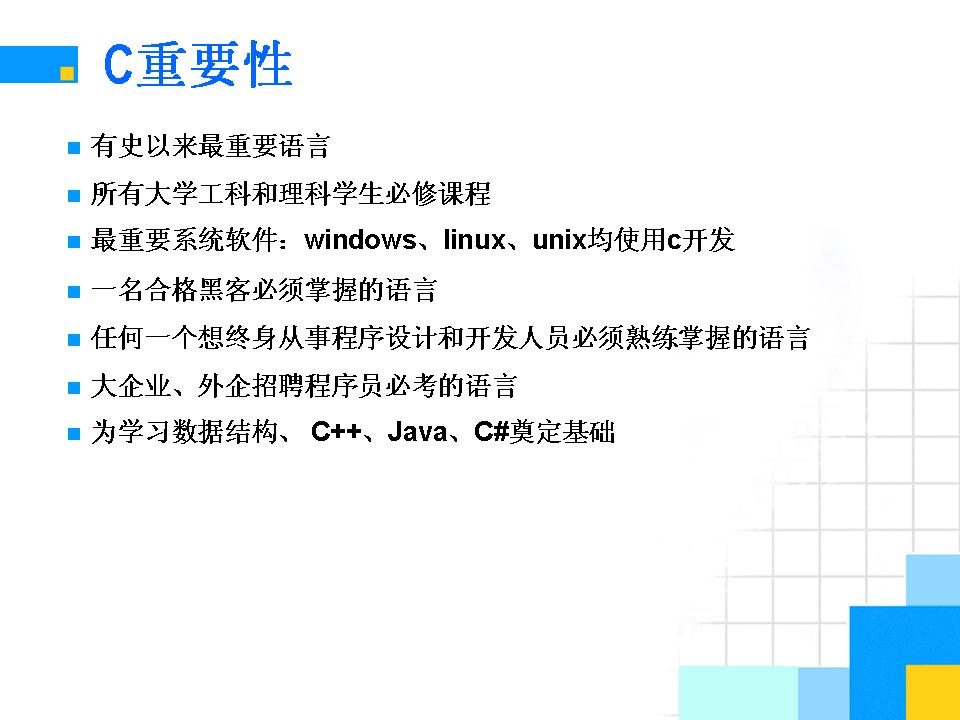 C重要性
有史以来最重要语言
所有大学工科和理科学生必修课程
最重要系统软件：windows、linux、unix均使用c开发
一名合格黑客必须掌握的语言
任何一个想终身从事程序设计和开发人员必须熟练掌握的语言
大企业、外企招聘程序员必考的语言
为学习数据结构、 C++、Java、C#奠定基础